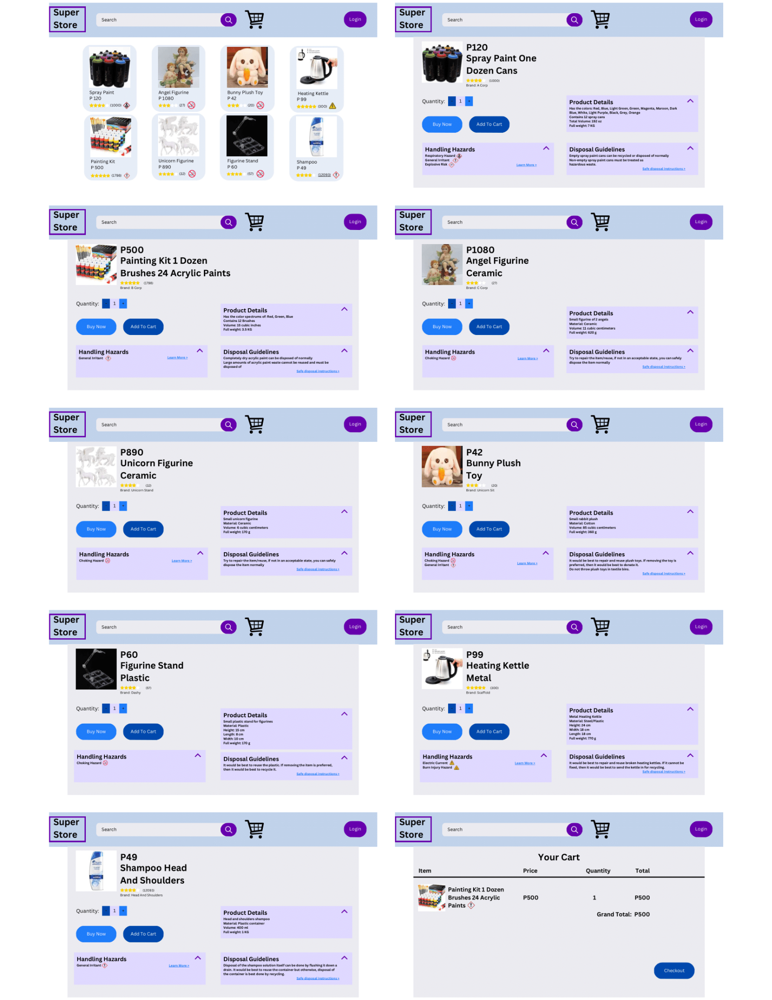 Super
Store
Search
Login
Spray Paint
P 120
(1000)
Angel Figurine
P 1080
(27)
Bunny Plush Toy
P 42
(20)
Heating Kettle
P 99
(300)
Painting Kit
P 500
(1798)
Unicorn Figurine
P 890
(32)
Figurine Stand
P 60
(57)
Shampoo
P 49
(12093)
Super
Store
Search
Login
P120
Spray Paint One
Dozen Cans
(1000)
Brand: A Corp
Quantity: - 1 +
Buy Now
Add To Cart
Product Details
Has the colors: Red, Blue, Light Green, Green, Magenta, Maroon, Dark
Blue, White, Light Purple, Black, Grey, Orange
Contains 12 spray cans
Total Volume: 192 oz
Full weight: 7 KG
Handling Hazards
Respiratory Hazard
General Irritant
Explosive Risk
Learn More >
Disposal Guidelines
Empty spray paint cans can be recycled or disposed of normally
Non-empty spray paint cans must be treated as
hazardous waste.
Safe disposal instructions >
Super
Store
Search
Login
P500
Painting Kit 1 Dozen
Brushes 24 Acrylic Paints
(1798)
Brand: B Corp
Quantity: - 1 +
Buy Now
Add To Cart
Product Details
Has the color spectrums of: Red, Green, Blue
Contains 12 Brushes
Volume: 15 cubic inches
Full weight: 3.5 KG
Handling Hazards
General Irritant
Learn More >
Disposal Guidelines
Completely dry acrylic paint can be disposed of normally
Large amounts of acrylic paint waste cannot be reused and must be
disposed of
Safe disposal instructions >
Super
Store
Search
Login
P1080
Angel Figurine
Ceramic
(27)
Brand: C Corp
Quantity: - 1 +
Buy Now
Add To Cart
Product Details
Small figurine of 2 angels
Material: Ceramic
Volume: 11 cubic centimeters
Full weight: 620 g
Handling Hazards
Choking Hazard
Learn More >
Disposal Guidelines
Try to repair the item/reuse, if not in an acceptable state, you can safely
dispose the item normally
Safe disposal instructions >
Super
Store
Search
Login
P890
Unicorn Figurine
Ceramic
(32)
Brand: Unicorn Stand
Quantity: - 1 +
Buy Now
Add To Cart
Product Details
Small unicorn figurine
Material: Ceramic
Volume: 6 cubic centimeters
Full weight: 170 g
Handling Hazards
Choking Hazard
Learn More >
Disposal Guidelines
Try to repair the item/reuse, if not in an acceptable state, you can safely
dispose the item normally
Safe disposal instructions >
Super
Store
Search
Login
P42
Bunny Plush
Toy
(20)
Brand: Unicorn Sit
Quantity: - 1 +
Buy Now
Add To Cart
Product Details
Small rabbit plush
Material: Cotton
Volume: 85 cubic centimeters
Full weight: 360 g
Handling Hazards
Choking Hazard
General Irritant
Learn More >
Disposal Guidelines
It would be best to repair and reuse plush toys. If removing the toy is
preferred, then it would be best to donate it.
Do not throw plush toys in textile bins.
Safe disposal instructions >
Super
Store
Search
Login
P60
Figurine Stand
Plastic
(57)
Brand: Dashy
Quantity: - 1 +
Buy Now
Add To Cart
Product Details
Small plastic stand for figurines
Material: Plastic
Height: 15 cm
Length: 8 cm
Width: 10 cm
Full weight: 170 g
Handling Hazards
Choking Hazard
Disposal Guidelines
It would be best to reuse the plastic. If removing the item is preferred,
then it would be best to recycle it.
Safe disposal instructions >
Super
Store
Search
Login
P99
Heating Kettle
Metal
(300)
Brand: Scaffold
Quantity: - 1 +
Buy Now
Add To Cart
Product Details
Metal Heating Kettle
Material: Steel/Plastic
Height: 24 cm
Width: 18 cm
Length: 18 cm
Full weight: 770 g
Handling Hazards
Electric Current
Burn Injury Hazard
Learn More >
Disposal Guidelines
It would be best to repair and reuse broken heating kettles. If it cannot be
fixed, then it would be best to send the kettle in for recycling.
Safe disposal instructions >
Super
Store
Search
Login
P49
Shampoo Head
And Shoulders
(12093)
Brand: Head And Shoulders
Quantity: - 1 +
Buy Now
Add To Cart
Product Details
Head and shoulders shampoo
Material: Plastic container
Volume: 400 ml
Full weight: 1 KG
Handling Hazards
General Irritant
Learn More >
Disposal Guidelines
Disposal of the shampoo solution itself can be done by flushing it down a
drain. It would be best to reuse the container but otherwise, disposal of
the container is best done by recycling.
Safe disposal instructions >
Super
Store
Search
Login
Your Cart
Item Price Quantity Total
Painting Kit 1 Dozen
Brushes 24 Acrylic
Paints
P500 1 P500
Grand Total: P500
Checkout